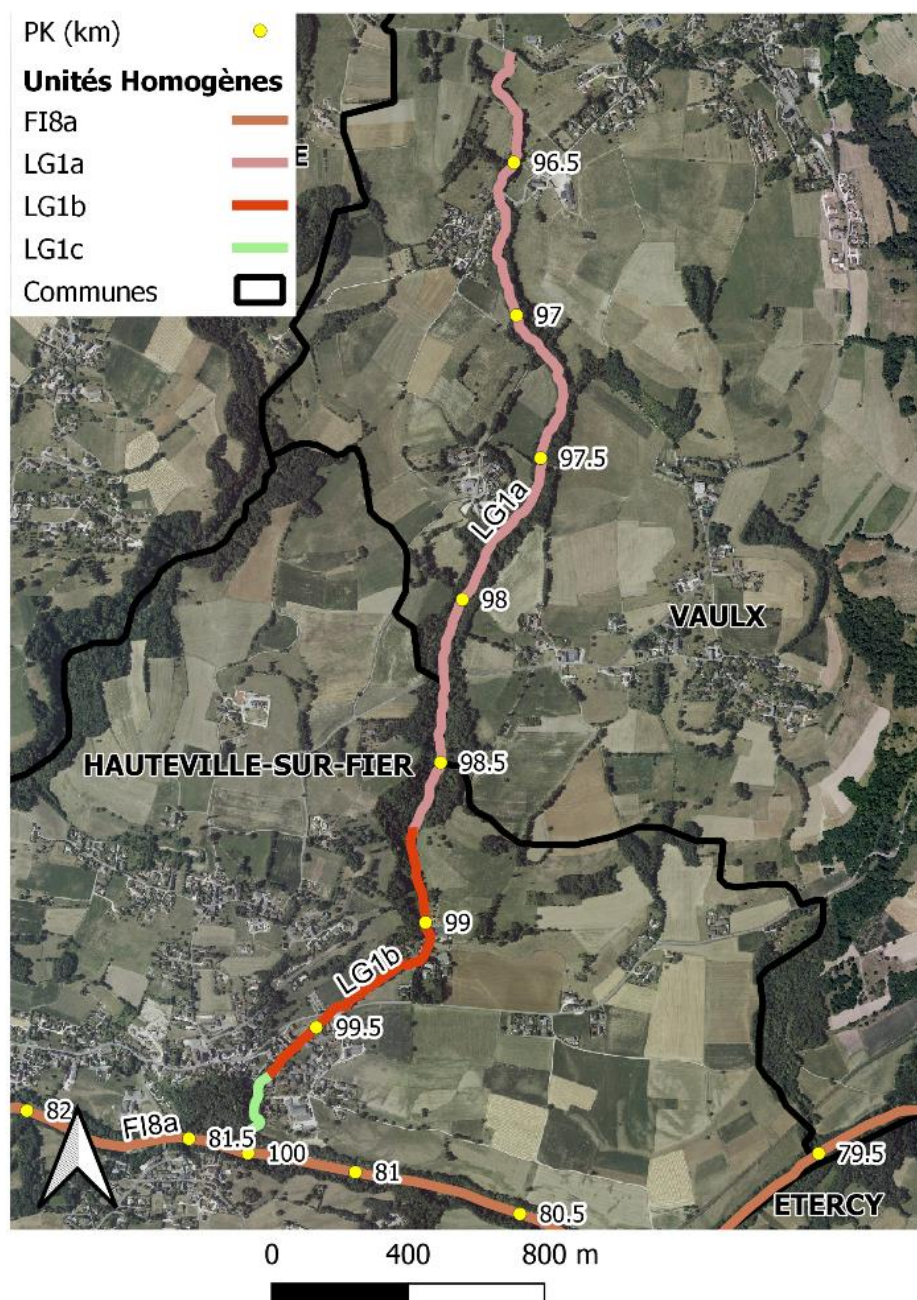 PK (km)
Unités Homogènes
FI8a
LG1a
LG1b
LG1c
Communes
E
96.5
97
97.5
LG1a
98
VAULX
HAUTEVILLE-SUR-FIER
98.5
99
LG1b
99.5
82
FI8a
81.5
100
81
80.5
79.5
ETERCY
0 400 800 m